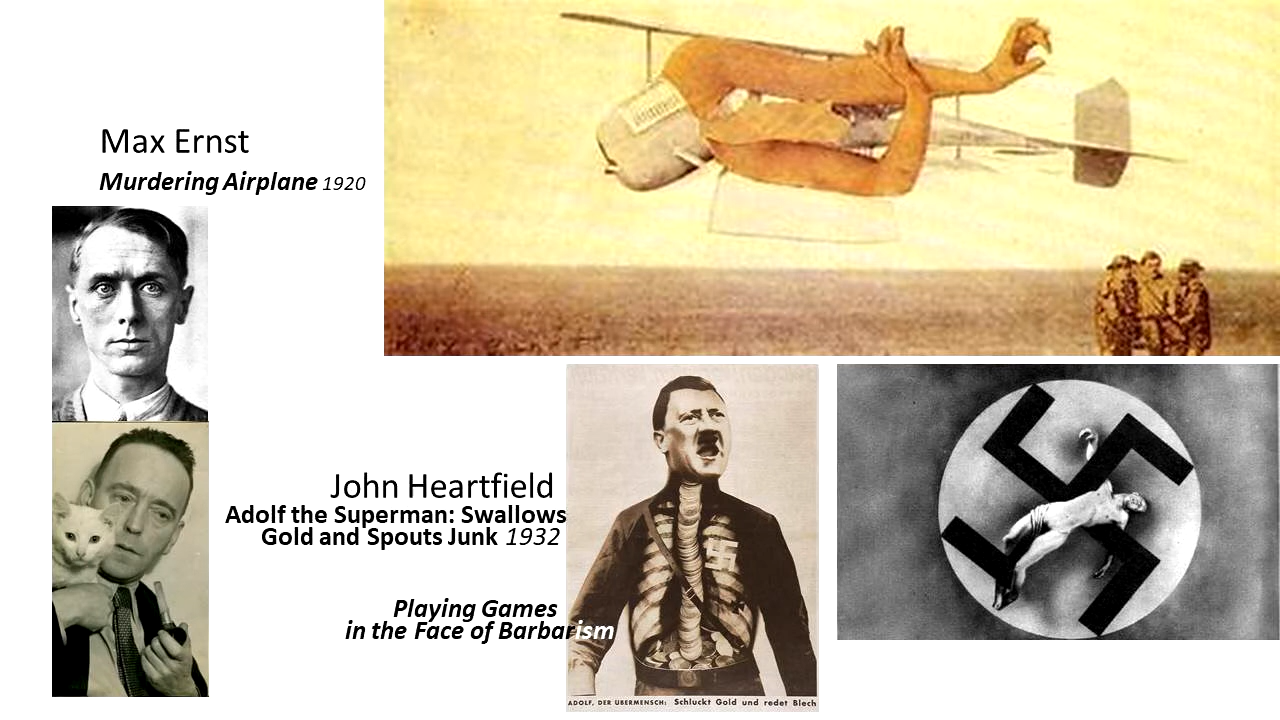 Max Ernst
Murdering Airplane 1920
John Heartfield
Adolf the Superman: Swallows
Gold and Spouts Junk 1932
Playing Games
in the Face of Barbarism
ADOLF, DER ÜBERMENSCH: Schluckt Gold und redet Blech